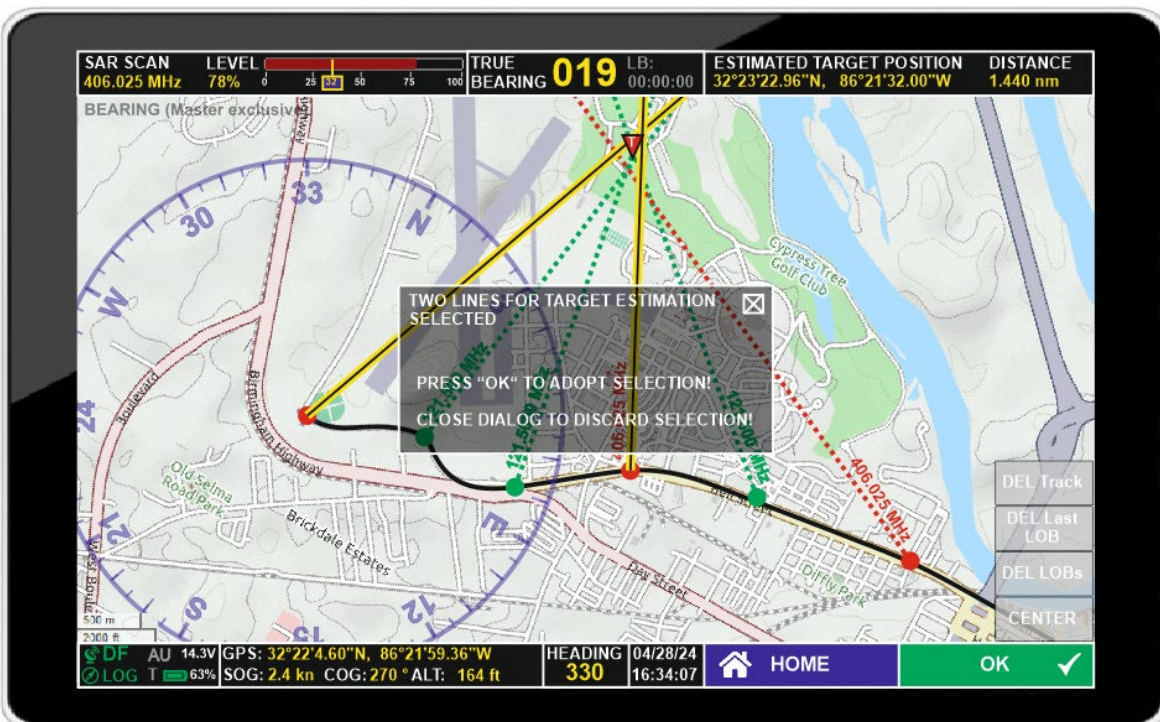 SAR SCAN
406.025 MHz
LEVEL
78%
0 25 32 50 75 100
TRUE
BEARING
019
LB:
00:00:00
ESTIMATED TARGET POSITION
32°23'22.96"N, 86°21'32.00"W
DISTANCE
1.440 nm
BEARING (Master exclusive)
Highway
33
30
N
W
24
21
S
15
12
E
T
Cypress Tree
Golf Club
TWO LINES FOR TARGET ESTIMATION
SELECTED
PRESS "OK" TO ADOPT SELECTION!
CLOSE DIALOG TO DISCARD SELECTION!
406.025 MHz
Boulevard
Birmingham Highway
Old Selma
Road Park
Brickdale Estates
West Boule
Day Street
Diffly Park
500 m
2000 ft
DEL Track
DEL Last
LOB
DEL LOBs
CENTER
DF
AU
14.3V
LOG
T
63%
GPS: 32°22'4.60"N, 86°21'59.36"W
SOG: 2.4 kn COG: 270 ° ALT: 164 ft
HEADING
330
04/28/24
16:34:07
HOME
OK